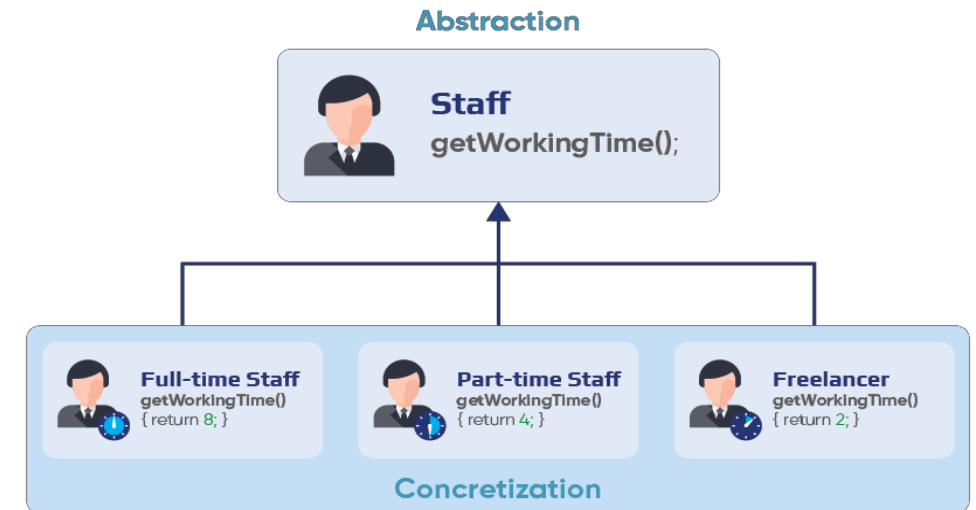 Abstraction
Staff
getWorkingTime();
Full-time Staff
getWorkingTime()
{ return 8; }
Part-time Staff
getWorkingTime()
{ return 4; }
Freelancer
getWorkingTime()
{ return 2; }
Concretization